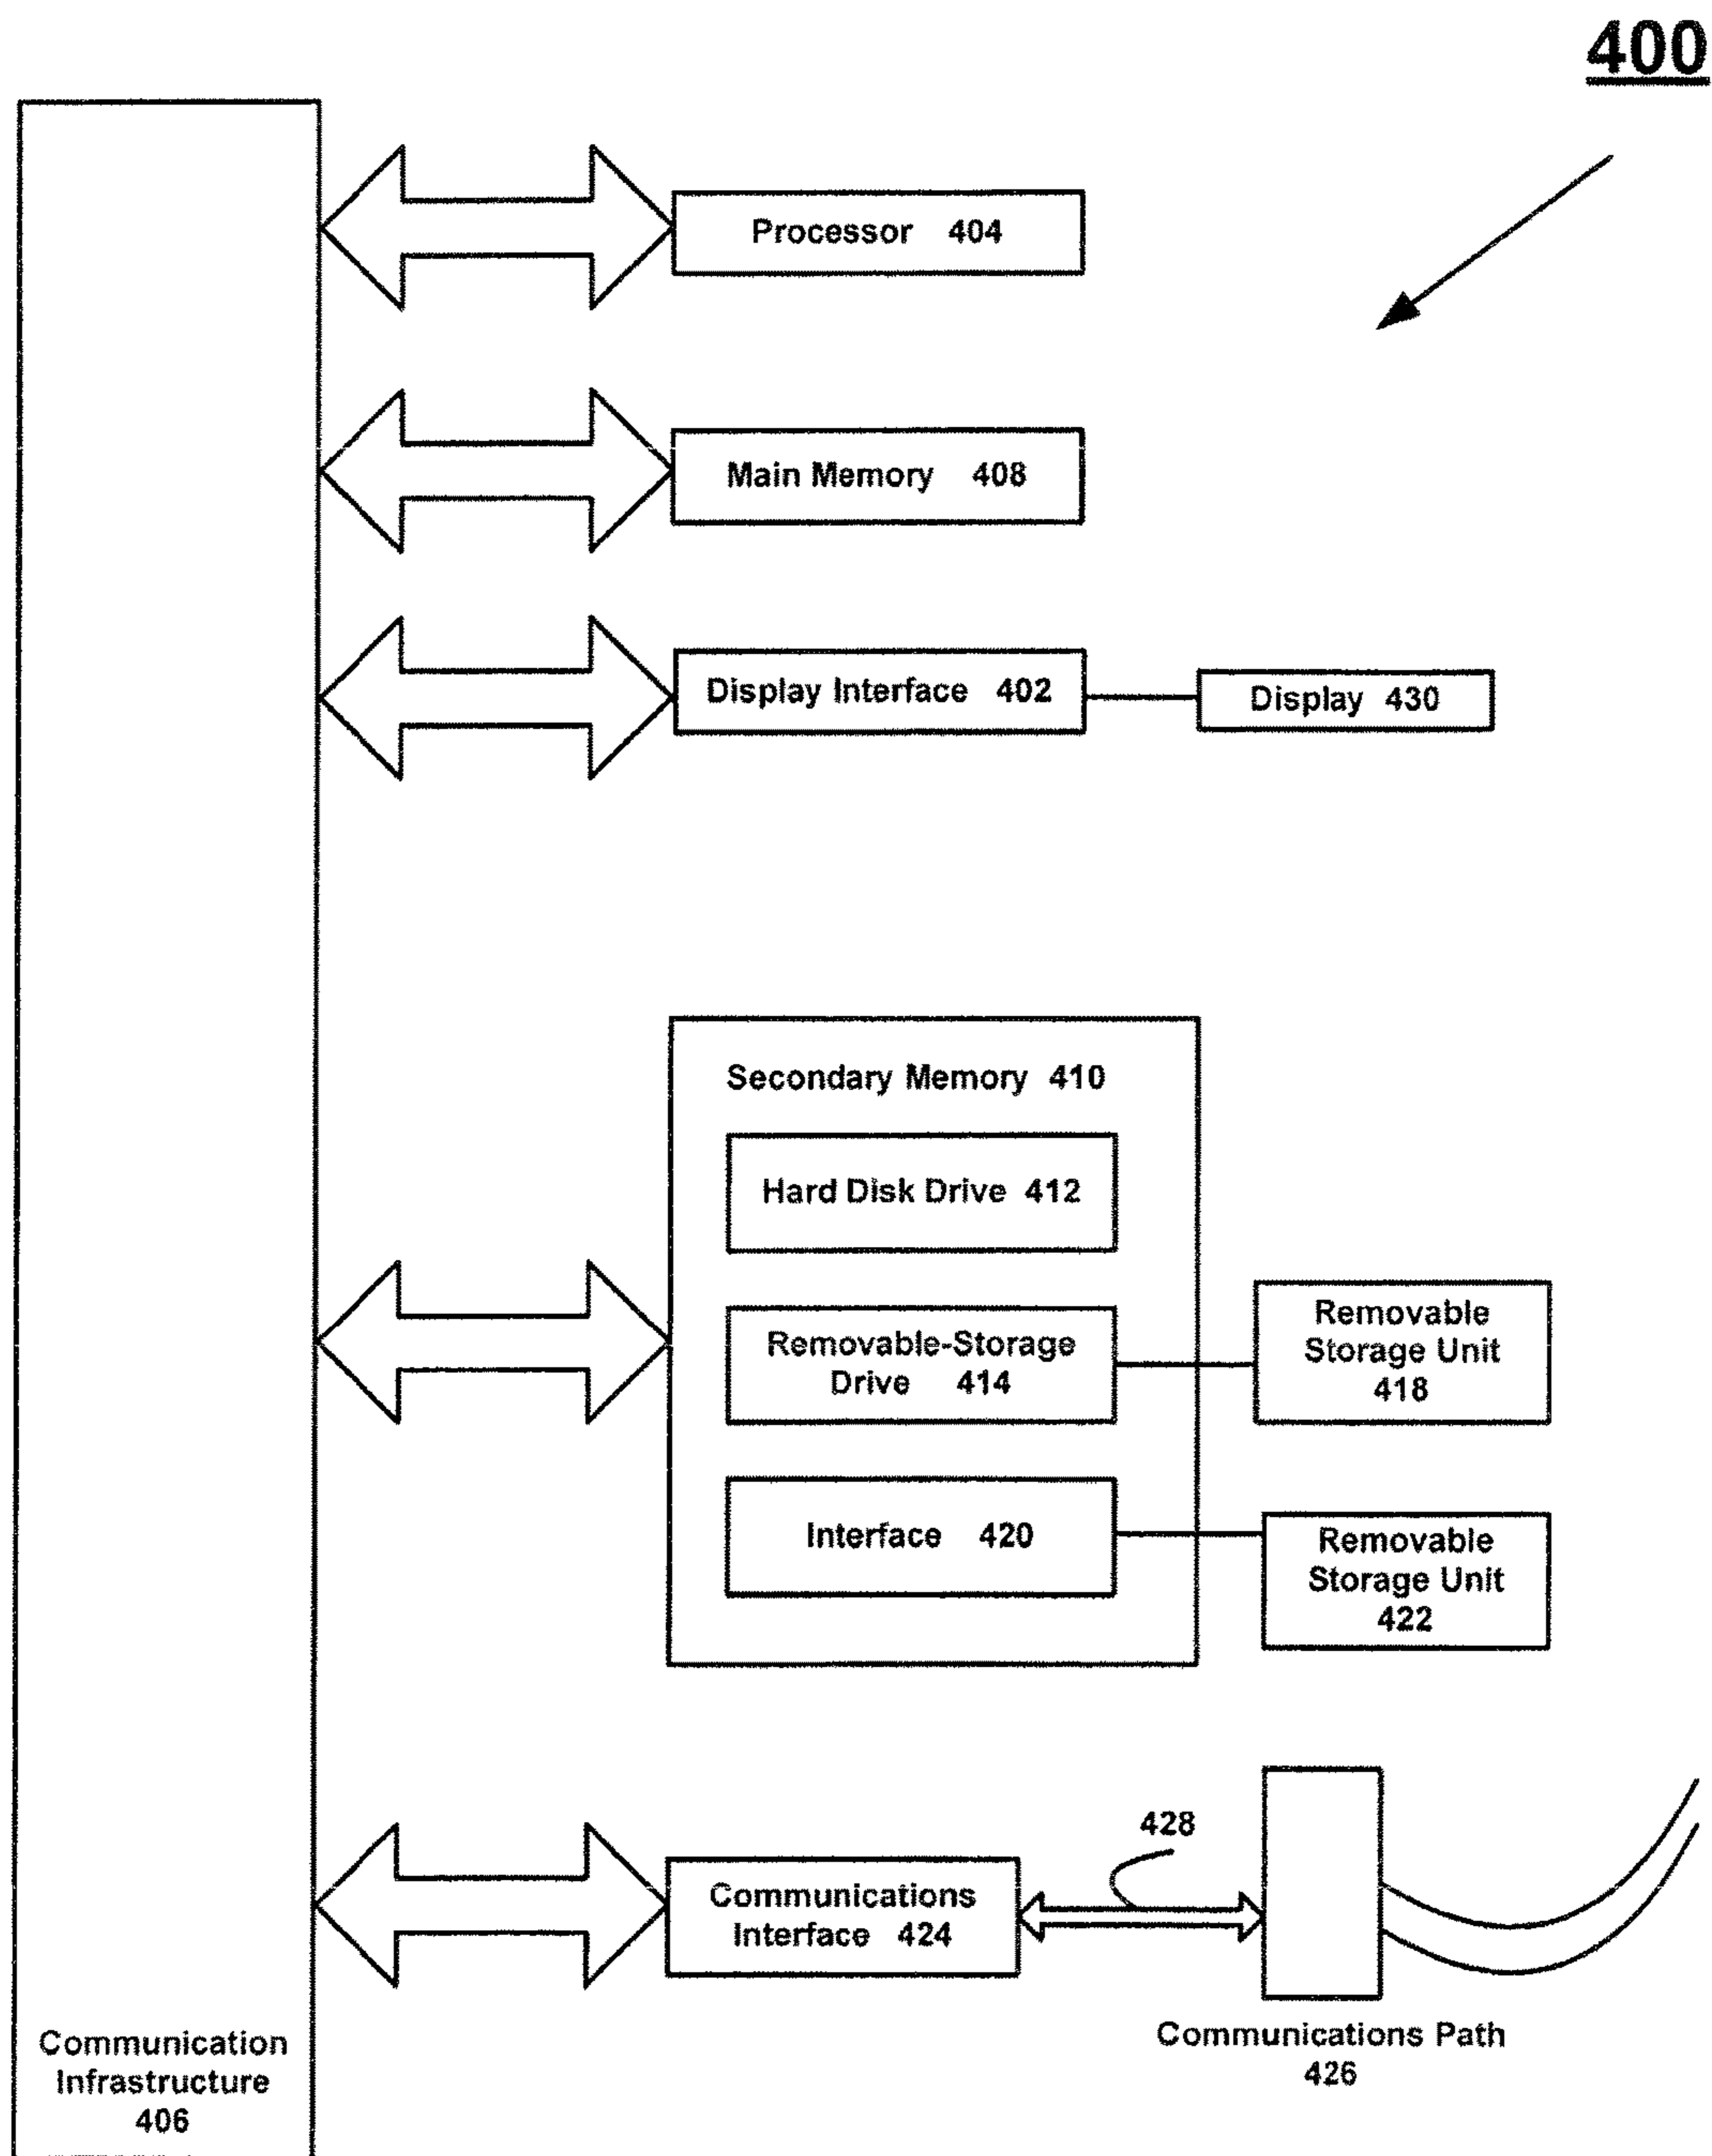 400
Processor 404
Main Memory 408
Display Interface 402
Display 430
Secondary Memory 410
Hard Disk Drive 412
Removable-Storage
Drive 414
Removable
Storage Unit
418
Interface 420
Removable
Storage Unit
422
428
Communications
Interface 424
Communications Path
426
Communication
Infrastructure
406